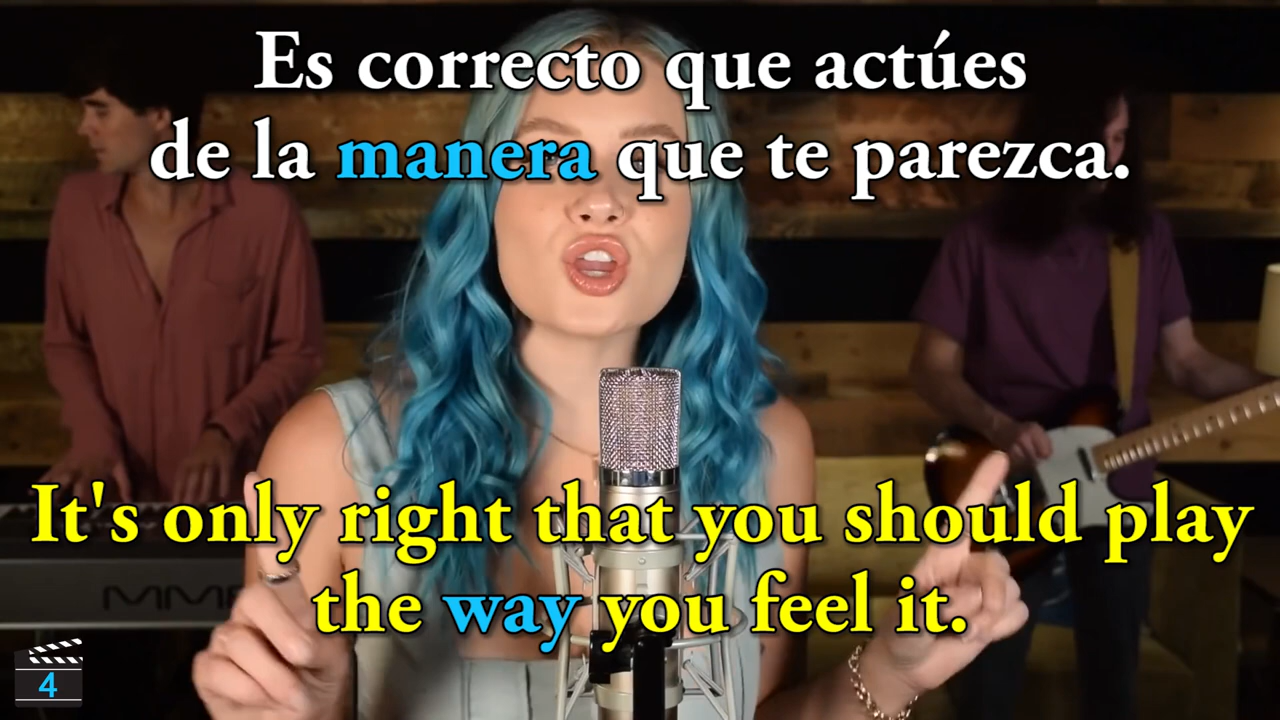 Es correcto que actúes
de la manera que te parezca.
It's only right that you should play
the way you feel it.
4